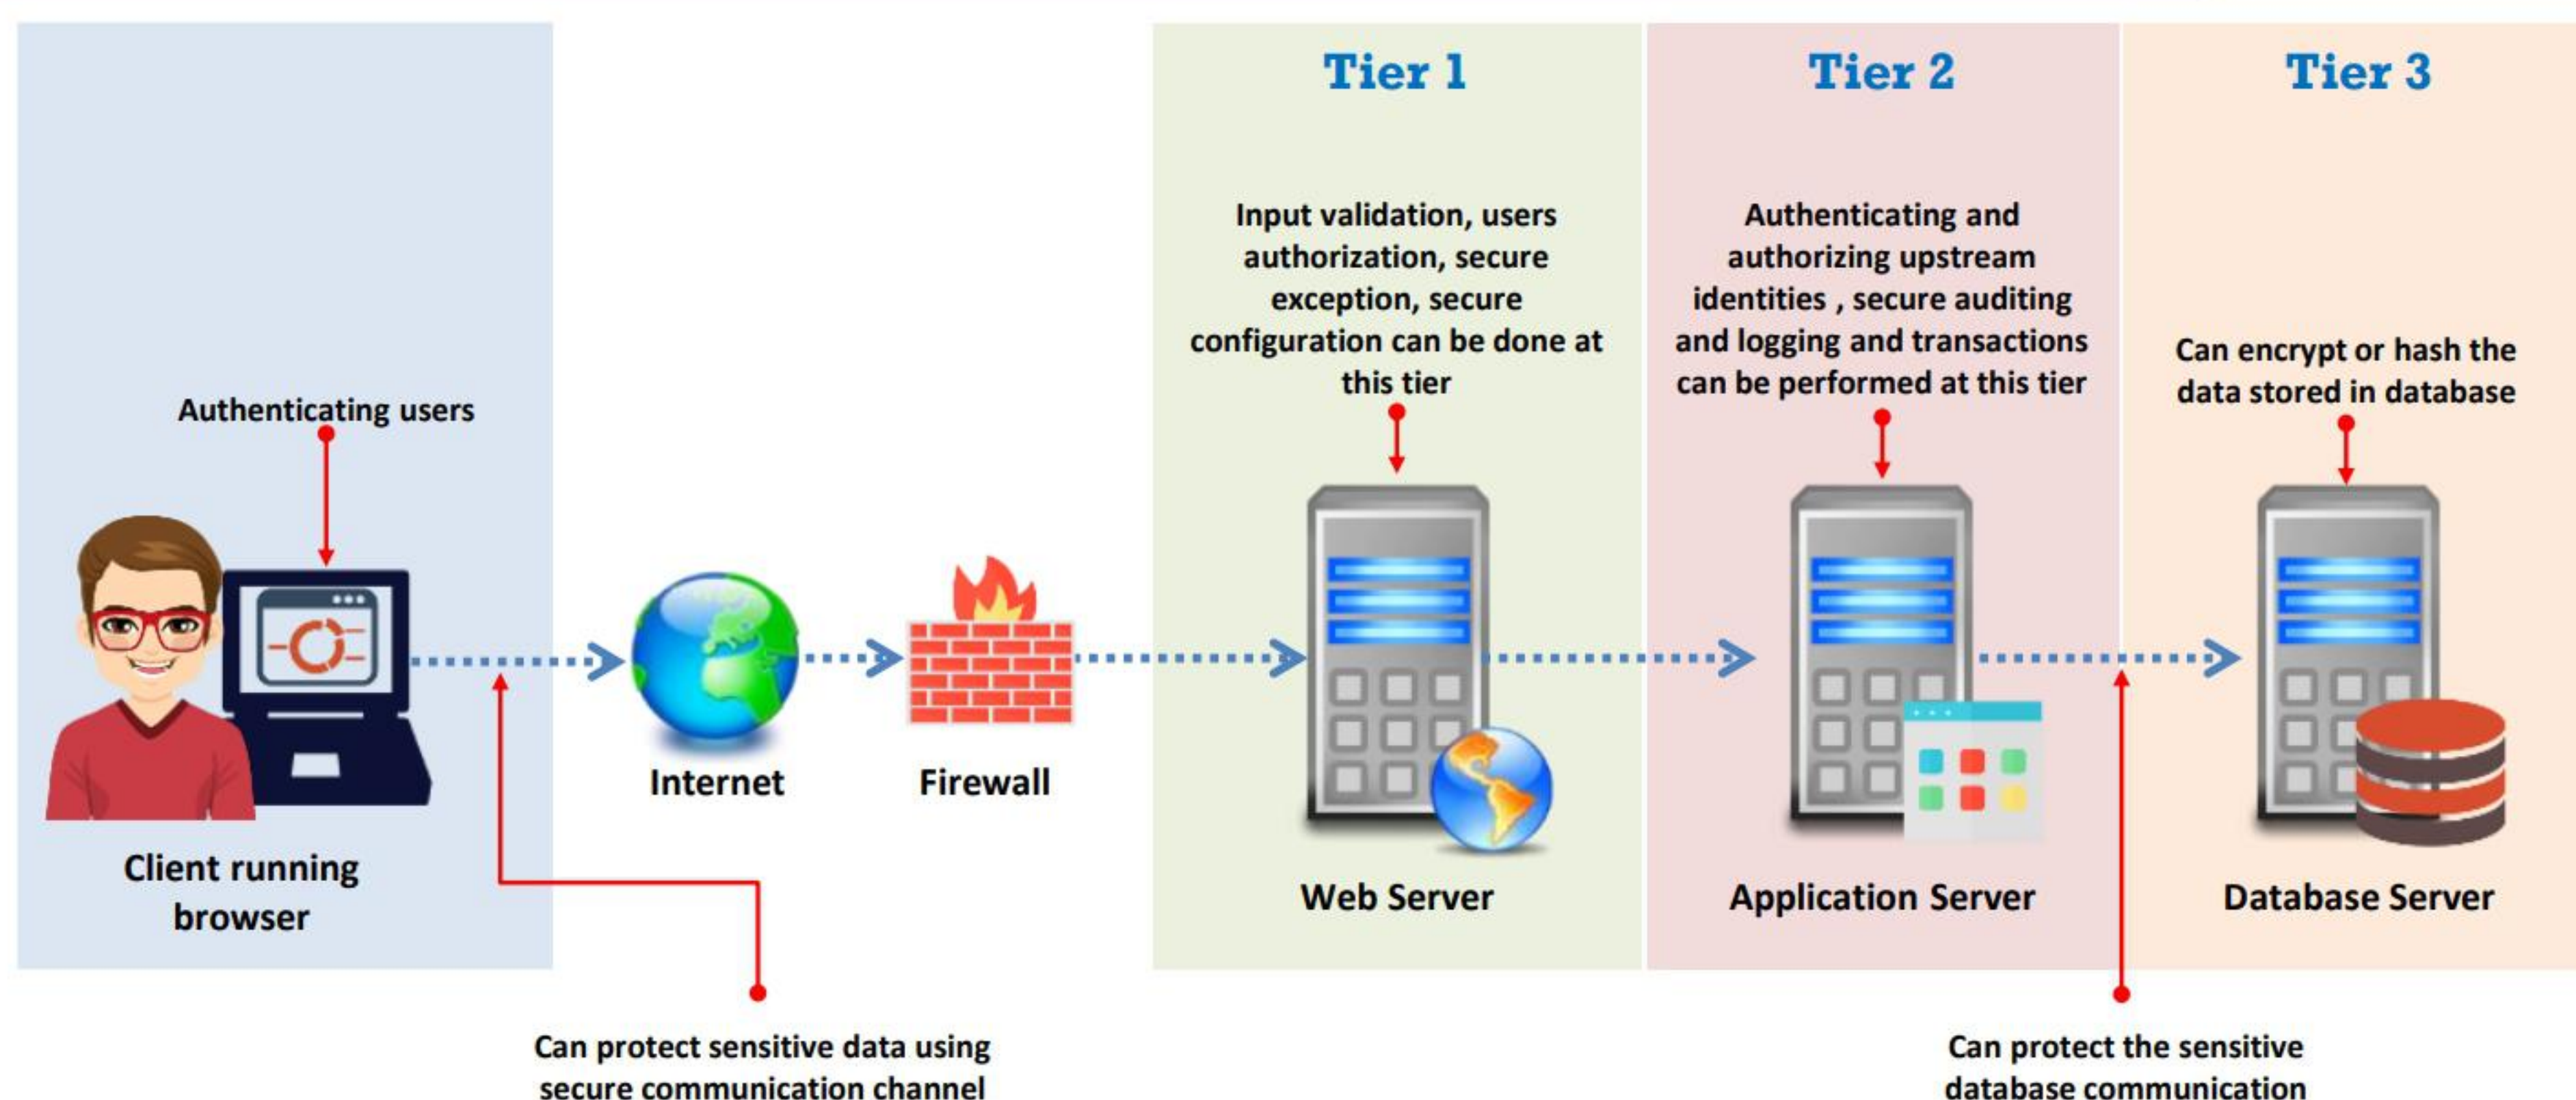 Tier 1
Tier 2
Tier 3
Authenticating users
Input validation, users
authorization, secure
exception, secure
configuration can be done at
this tier
Authenticating and
authorizing upstream
identities , secure auditing
and logging and transactions
can be performed at this tier
Can encrypt or hash the
data stored in database
Client running
browser
Internet
Firewall
Web Server
Application Server
Database Server
Can protect sensitive data using
secure communication channel
Can protect the sensitive
database communication